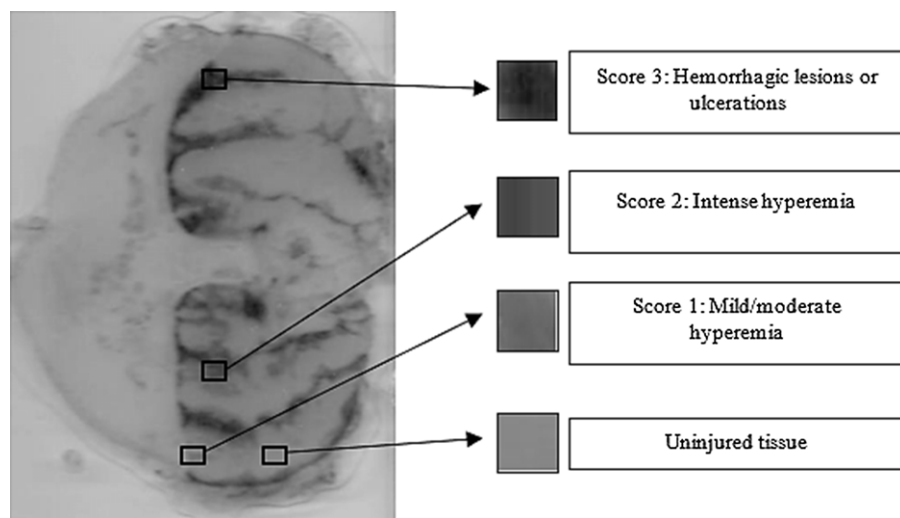 Score 3: Hemorrhagic lesions or
ulcerations
Score 2: Intense hyperemia
Score 1: Mild/moderate
hyperemia
Uninjured tissue